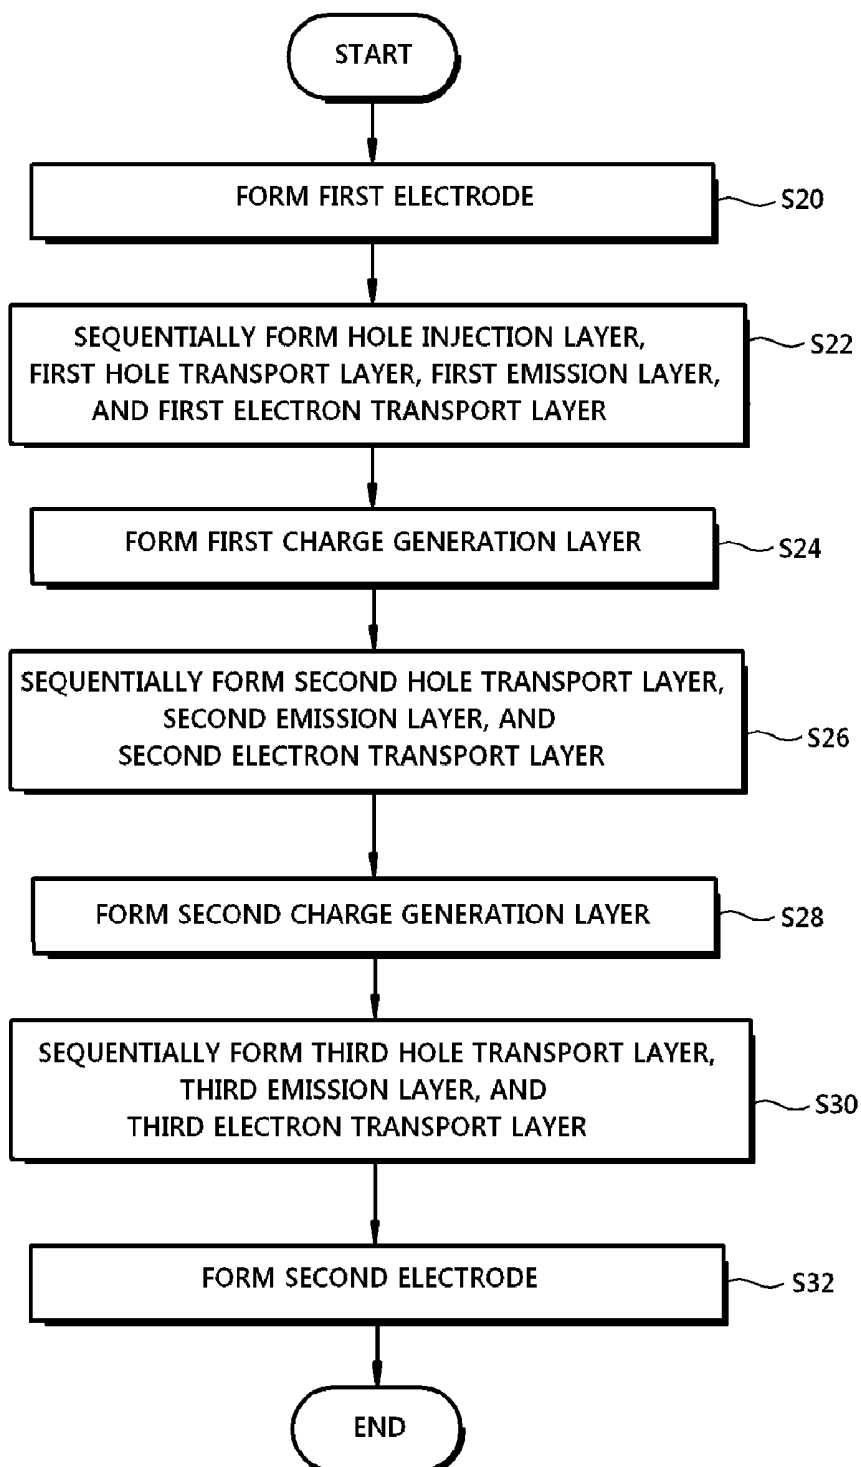 START
FORM FIRST ELECTRODE
S20
SEQUENTIALLY FORM HOLE INJECTION LAYER,
FIRST HOLE TRANSPORT LAYER, FIRST EMISSION LAYER,
AND FIRST ELECTRON TRANSPORT LAYER
S22
FORM FIRST CHARGE GENERATION LAYER
S24
SEQUENTIALLY FORM SECOND HOLE TRANSPORT LAYER,
SECOND EMISSION LAYER, AND
SECOND ELECTRON TRANSPORT LAYER
S26
FORM SECOND CHARGE GENERATION LAYER
S28
SEQUENTIALLY FORM THIRD HOLE TRANSPORT LAYER,
THIRD EMISSION LAYER, AND
THIRD ELECTRON TRANSPORT LAYER
S30
FORM SECOND ELECTRODE
S32
END